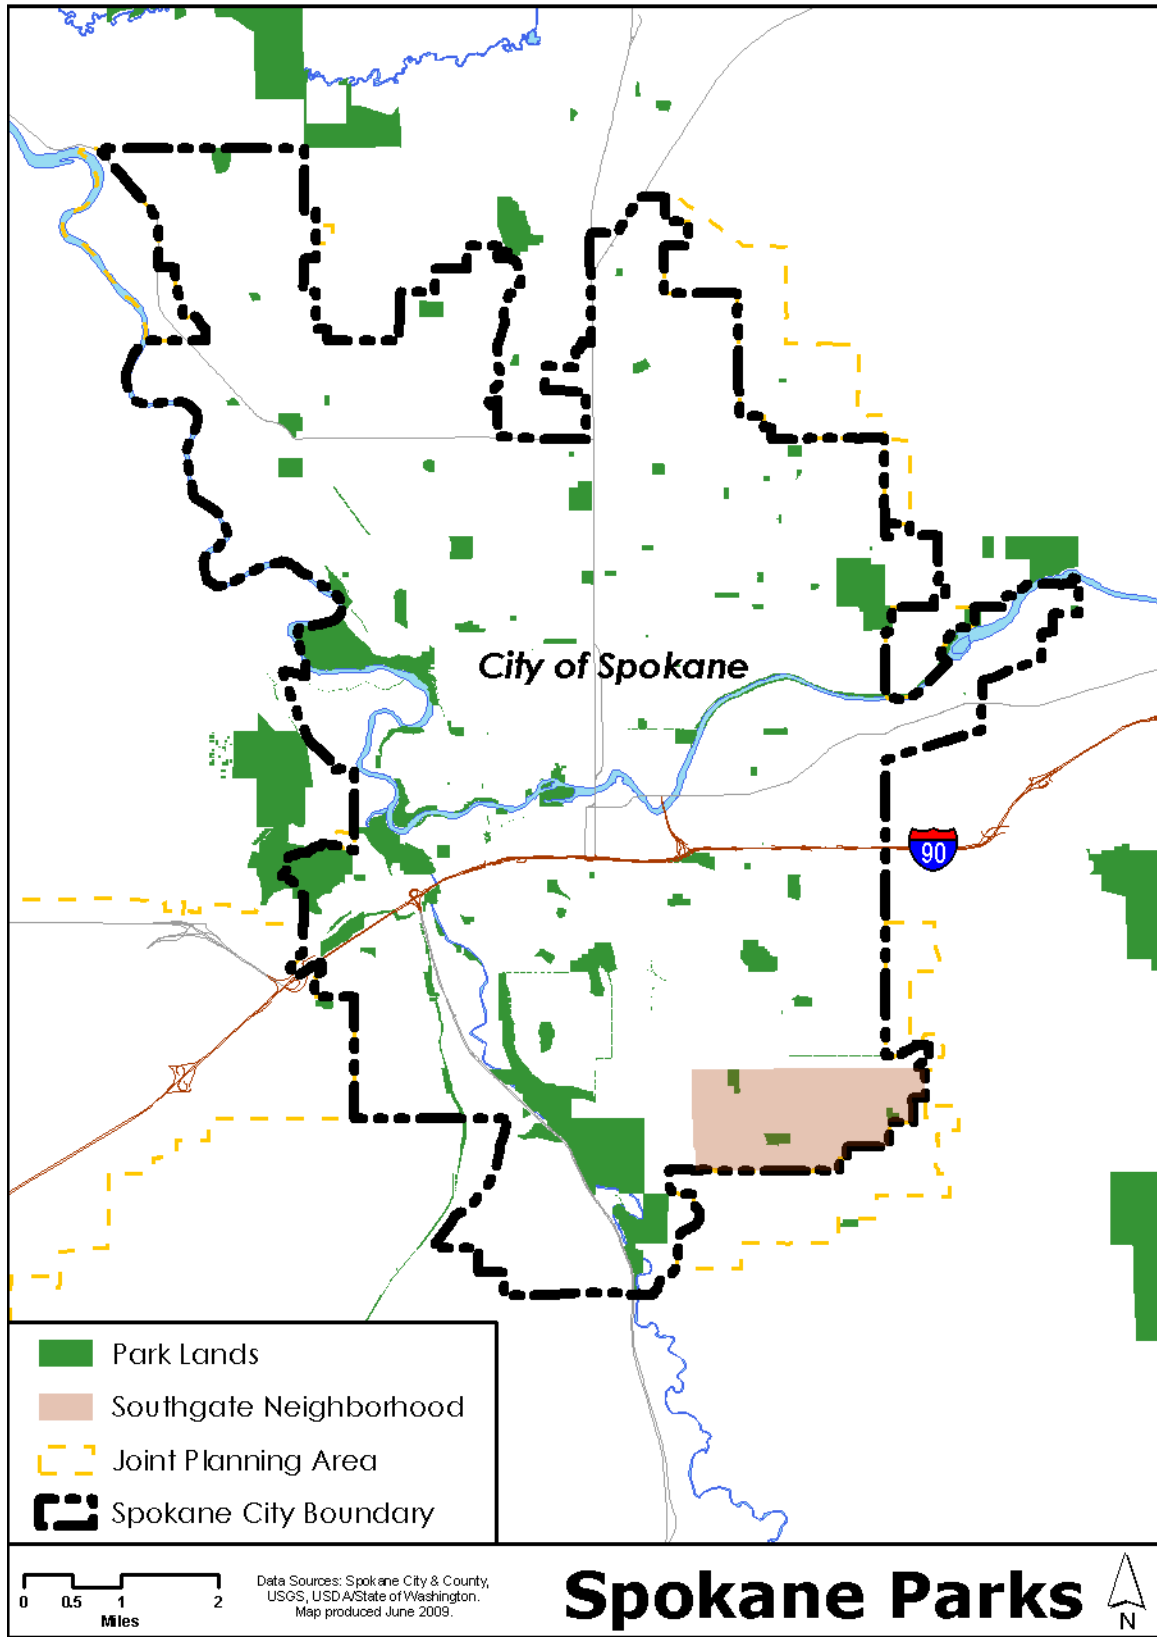 City of Spokane
90
Park Lands
Southgate Neighborhood
Joint Planning Area
Spokane City Boundary
0 0.5 1 2
Miles
Data Sources: Spokane City & County,
USGS, USDA/State of Washington.
Map produced June 2009.
Spokane Parks
N